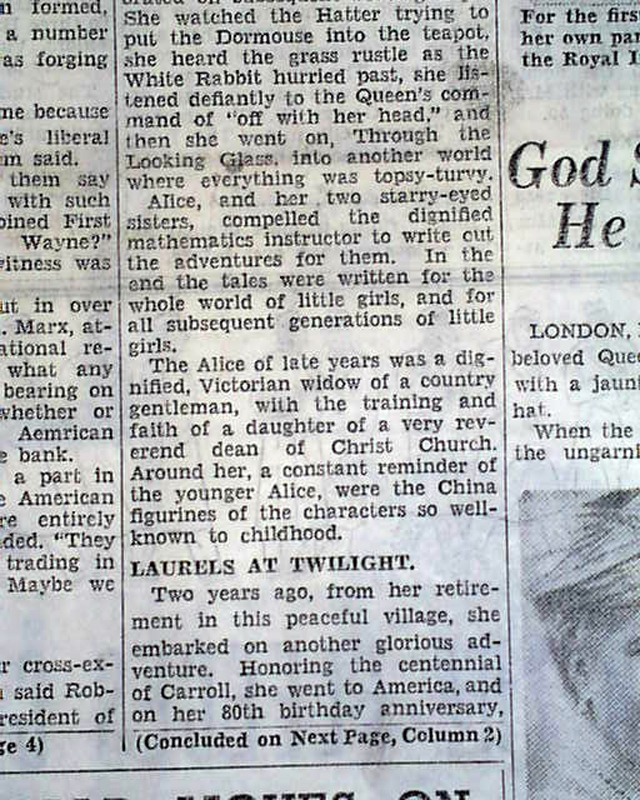 n formed,
a number
as forging
me because
e's liberal
m said.
them say
with such
oined First
Wayne?"
witness was
ut in over
. Marx, at-
ational re-
what any
bearing on
whether or
Aemrican
e bank.
a part in
e American
re entirely
ded. "They
trading in
Maybe we
r cross-ex-
said Rob-
resident of
ge 4)
She watched the Hatter trying to
put the Dormouse into the teapot,
she heard the grass rustle as the
White Rabbit hurried past, she lis-
tened defiantly to the Queen's com-
mand of "off with her head," and
then she went on, Through the
Looking Glass, into another world
where everything was topsy-turvy.
Alice, and her two starry-eyed
sisters, compelled the dignified
mathematics instructor to write out
the adventures for them. In the
end the tales were written for the
whole world of little girls, and for
all subsequent generations of little
girls.
The Alice of late years was a dig-
nified, Victorian widow of a country
gentleman, with the training and
faith of a daughter of a very rev-
erend dean of Christ Church.
Around her, a constant reminder of
the younger Alice, were the China
figurines of the characters so well-
known to childhood.
LAURELS AT TWILIGHT.
Two years ago, from her retire-
ment in this peaceful village, she
embarked on another glorious ad-
venture. Honoring the centennial
of Carroll, she went to America, and
on her 80th birthday anniversary,
(Concluded on Next Page, Column 2)
For the firs
her own par
the Royal
God S
He
LONDON,
beloved Quee
with a jaun
hat.
When the
the ungarni